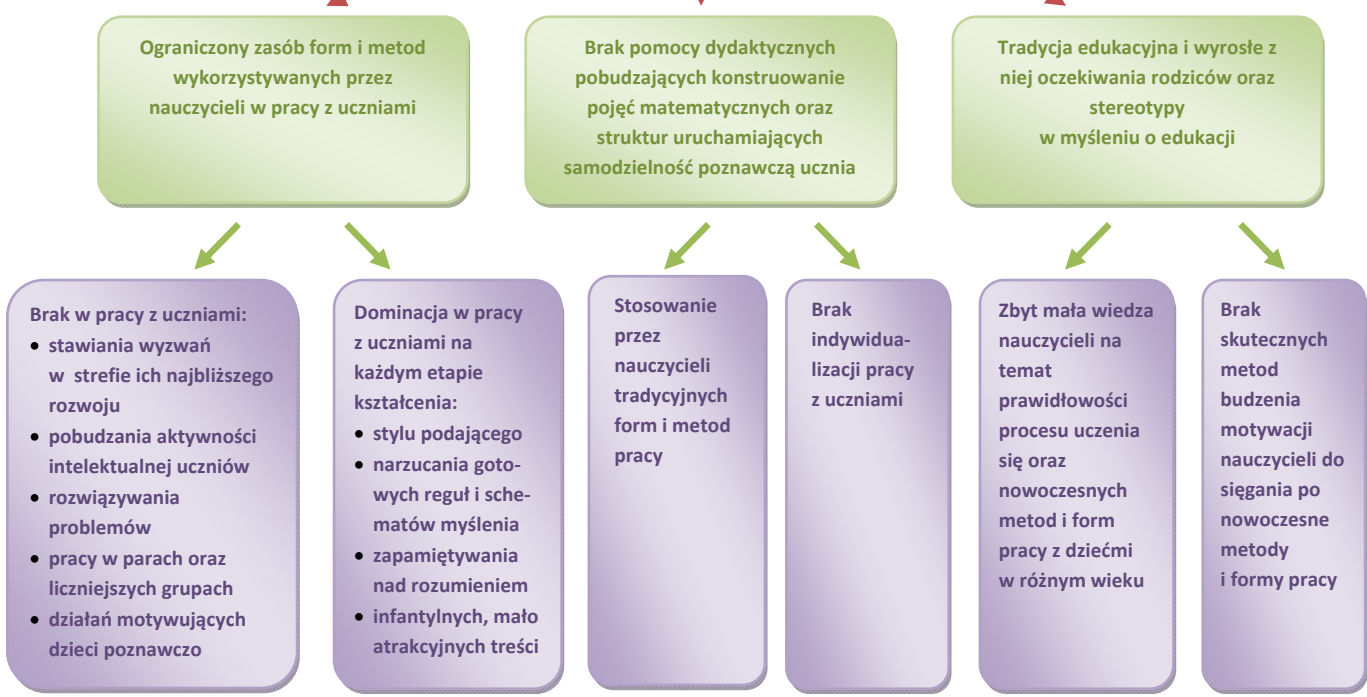 Ograniczony zasób form i metod
wykorzystywanych przez
nauczycieli w pracy z uczniami
Brak pomocy dydaktycznych
pobudzających konstruowanie
pojęć matematycznych oraz
struktur uruchamiających
samodzielność poznawczą ucznia
Tradycja edukacyjna i wyrosłe z
niej oczekiwania rodziców oraz
stereotypy
w myśleniu o edukacji
Brak w pracy z uczniami:
• stawiania wyzwań
w strefie ich najbliższego
rozwoju
• pobudzania aktywności
intelektualnej uczniów
• rozwiązywania
problemów
• pracy w parach oraz
liczniejszych grupach
• działań motywujących
dzieci poznawczo
Dominacja w pracy
z uczniami na
każdym etapie
kształcenia:
• stylu podającego
• narzucania goto-
wych reguł i sche-
matów myślenia
• zapamiętywania
nad rozumieniem
• infantylnych, mało
atrakcyjnych treści
Stosowanie
przez
nauczycieli
tradycyjnych
form i metod
pracy
Brak
indywidua-
lizacji pracy
z uczniami
Zbyt mała wiedza
nauczycieli na
temat
prawidłowości
procesu uczenia
się oraz
nowoczesnych
metod i form
pracy z dziećmi
w różnym wieku
Brak
skutecznych
metod
budzenia
motywacji
nauczycieli do
sięgania po
nowoczesne
metody
i formy pracy